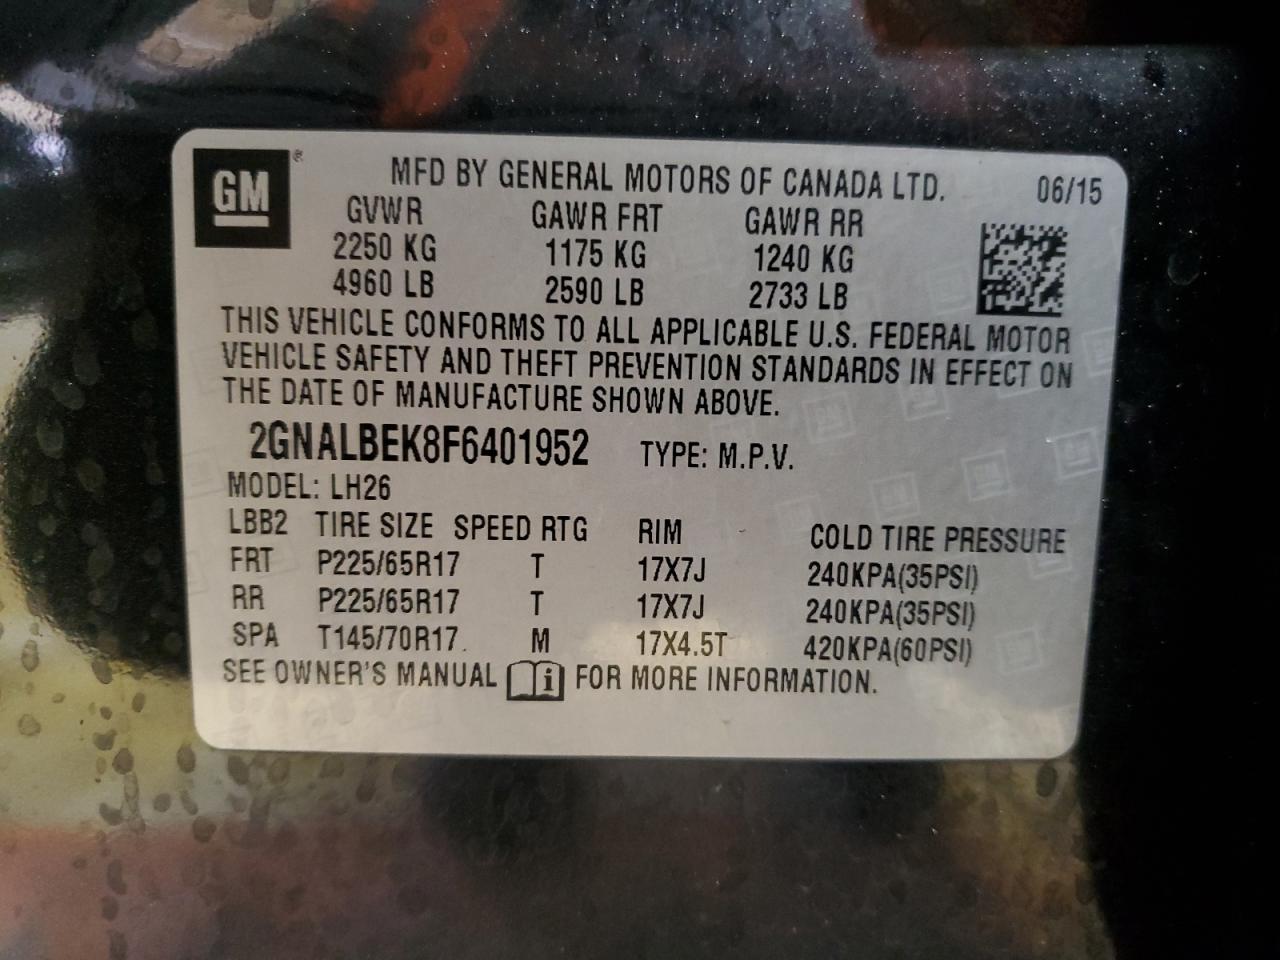 GM®
MFD BY GENERAL MOTORS OF CANADA LTD. 06/15
GVWR GAWR FRT GAWR RR
2250 KG 1175 KG 1240 KG
4960 LB 2590 LB 2733 LB
THIS VEHICLE CONFORMS TO ALL APPLICABLE U.S. FEDERAL MOTOR
VEHICLE SAFETY AND THEFT PREVENTION STANDARDS IN EFFECT ON
THE DATE OF MANUFACTURE SHOWN ABOVE.
2GNALBEK8F6401952 TYPE: M.P.V.
MODEL: LH26
LBB2 TIRE SIZE SPEED RTG RIM COLD TIRE PRESSURE
FRT P225/65R17 T 17X7J 240KPA(35PSI)
RR P225/65R17 T 17X7J 240KPA(35PSI)
SPA T145/70R17 M 17X4.5T 420KPA(60PSI)
SEE OWNER'S MANUAL i FOR MORE INFORMATION.